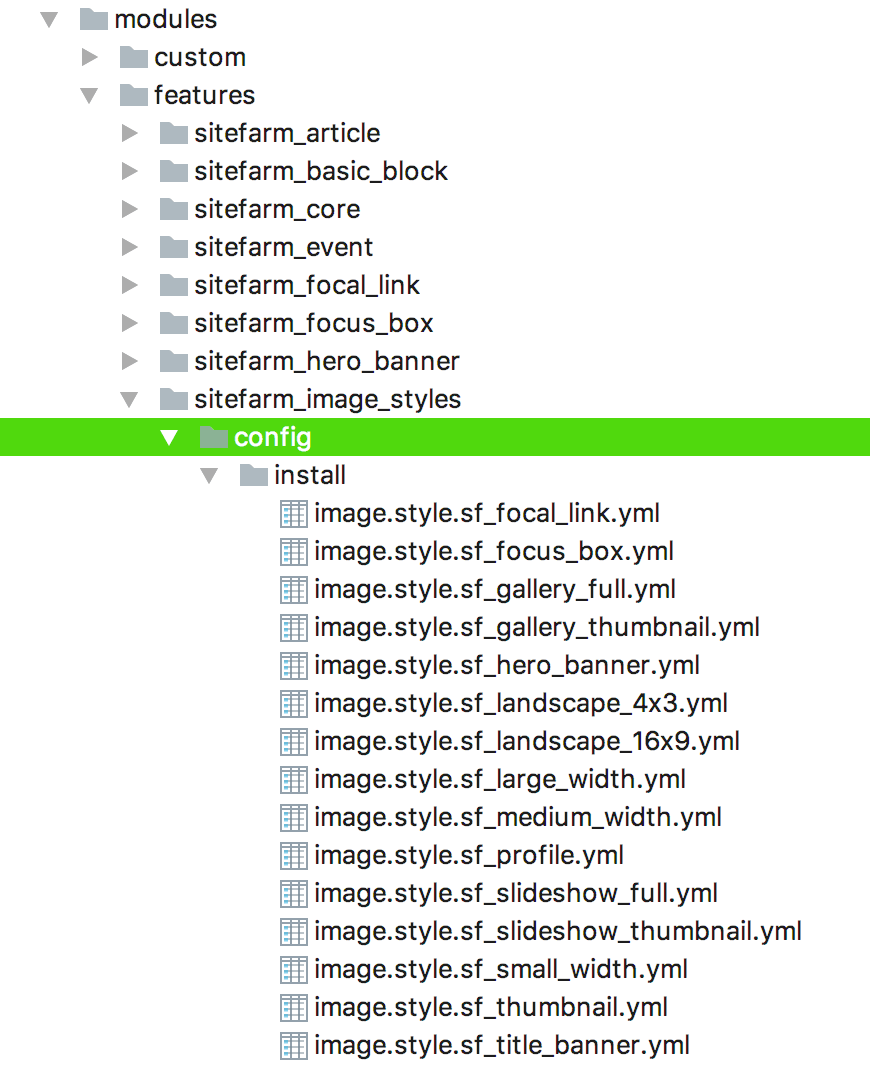 modules
custom
features
sitefarm_article
sitefarm_basic_block
sitefarm_core
sitefarm_event
sitefarm_focal_link
sitefarm_focus_box
sitefarm_hero_banner
sitefarm_image_styles
config
install
image.style.sf_focal_link.yml
image.style.sf_focus_box.yml
image.style.sf_gallery_full.yml
image.style.sf_gallery_thumbnail.yml
image.style.sf_hero_banner.yml
image.style.sf_landscape_4x3.yml
image.style.sf_landscape_16x9.yml
image.style.sf_large_width.yml
image.style.sf_medium_width.yml
image.style.sf_profile.yml
image.style.sf_slideshow_full.yml
image.style.sf_slideshow_thumbnail.yml
image.style.sf_small_width.yml
image.style.sf_thumbnail.yml
image.style.sf_title_banner.yml